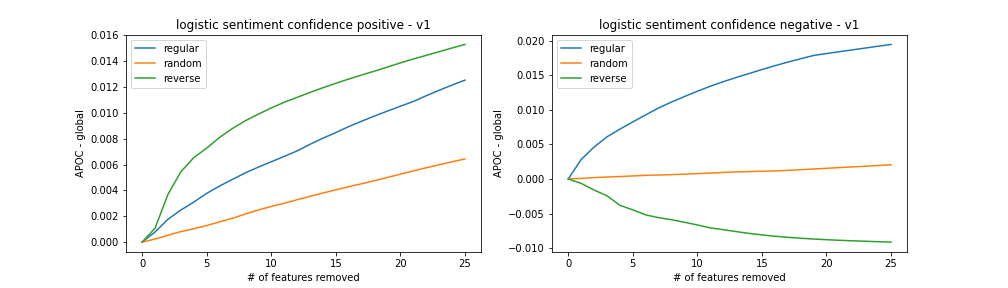 logistic sentiment confidence positive - v1
APOC - global
0.016
0.014
0.012
0.010
0.008
0.006
0.004
0.002
0.000
regular
random
reverse
0 5 10 15 20 25
# of features removed
logistic sentiment confidence negative - v1
APOC - global
0.020
0.015
0.010
0.005
0.000
−0.005
−0.010
regular
random
reverse
0 5 10 15 20 25
# of features removed